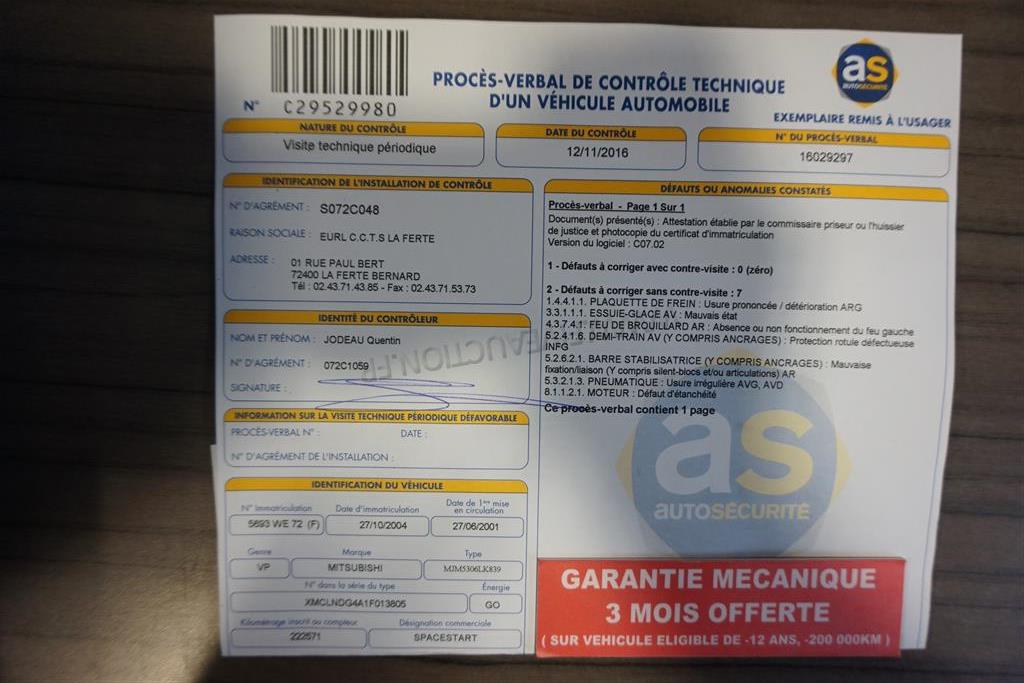 PROCÈS-VERBAL DE CONTRÔLE TECHNIQUE
D'UN VÉHICULE AUTOMOBILE
as
AUTOSÉCURITÉ
N° C29529980
EXEMPLAIRE REMIS À L'USAGER
NATURE DU CONTRÔLE
Visite technique périodique
DATE DU CONTRÔLE
12/11/2016
N° DU PROCÈS-VERBAL
16029297
IDENTIFICATION DE L'INSTALLATION DE CONTRÔLE
N° D'AGRÉMENT : S072C048
RAISON SOCIALE : EURL C.C.T.S LA FERTE
ADRESSE : 01 RUE PAUL BERT
72400 LA FERTE BERNARD
Tél : 02.43.71.43.85 - Fax : 02.43.71.53.73
IDENTITÉ DU CONTRÔLEUR
NOM ET PRÉNOM : JODEAU Quentin
N° D'AGRÉMENT : 072C1059
SIGNATURE :
INFORMATION SUR LA VISITE TECHNIQUE PÉRIODIQUE DÉFAVORABLE
PROCÈS-VERBAL N° : DATE :
N° D'AGRÉMENT DE L'INSTALLATION :
IDENTIFICATION DU VÉHICULE
N° Immatriculation Date d'immatriculation Date de 1ère mise
en circulation
5693 WE 72 (F) 27/10/2004 27/06/2001
Genre Marque Type
VP MITSUBISHI MJM5306LK839
N° dans la série du type Énergie
XMCLNDG4A1F013805 GO
Kilométrage inscrit au compteur Désignation commerciale
222571 SPACESTART
DÉFAUTS OU ANOMALIES CONSTATÉS
Procès-verbal - Page 1 Sur 1
Document(s) présenté(s) : Attestation établie par le commissaire priseur ou l'huissier
de justice et photocopie du certificat d'immatriculation
Version du logiciel : C07.02
1 - Défauts à corriger avec contre-visite : 0 (zéro)
2 - Défauts à corriger sans contre-visite : 7
1.4.4.1.1. PLAQUETTE DE FREIN : Usure prononcée / détérioration ARG
3.3.1.1.1. ESSUIE-GLACE AV : Mauvais état
4.3.7.4.1. FEU DE BROUILLARD AR : Absence ou non fonctionnement du feu gauche
5.2.4.1.6. DEMI-TRAIN AV (Y COMPRIS ANCRAGES) : Protection rotule défectueuse
INFG
5.2.6.2.1. BARRE STABILISATRICE (Y COMPRIS ANCRAGES) : Mauvaise
fixation/liaison (Y compris silent-blocs et/ou articulations) AR
5.3.2.1.3. PNEUMATIQUE : Usure irrégulière AVG, AVD
8.1.1.2.1. MOTEUR : Défaut d'étanchéité
Ce procès-verbal contient 1 page
as
AUTOSÉCURITÉ
GARANTIE MECANIQUE
3 MOIS OFFERTE
( SUR VEHICULE ELIGIBLE DE -12 ANS, -200 000KM )